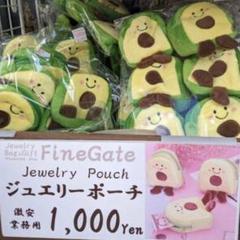 Jewelry
Bag&Gift
FineGate
Jewelry Pouch
ジュエリーポーチ
激安
業務用
1,000Yen